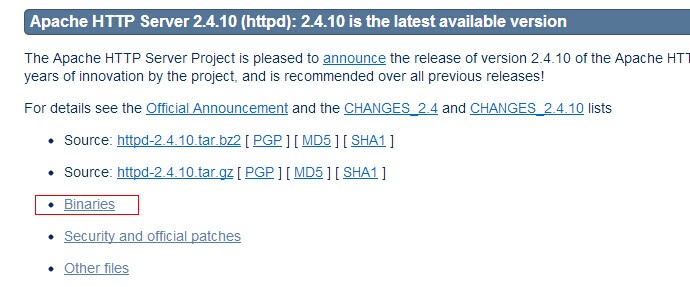 Apache HTTP Server 2.4.10 (httpd): 2.4.10 is the latest available version
The Apache HTTP Server Project is pleased to announce the release of version 2.4.10 of the Apache HTT
years of innovation by the project, and is recommended over all previous releases!
For details see the Official Announcement and the CHANGES_2.4 and CHANGES_2.4.10 lists
• Source: httpd-2.4.10.tar.bz2 [ PGP ] [ MD5 ] [ SHA1 ]
• Source: httpd-2.4.10.tar.gz [ PGP ] [ MD5 ] [ SHA1 ]
• Binaries
• Security and official patches
• Other files